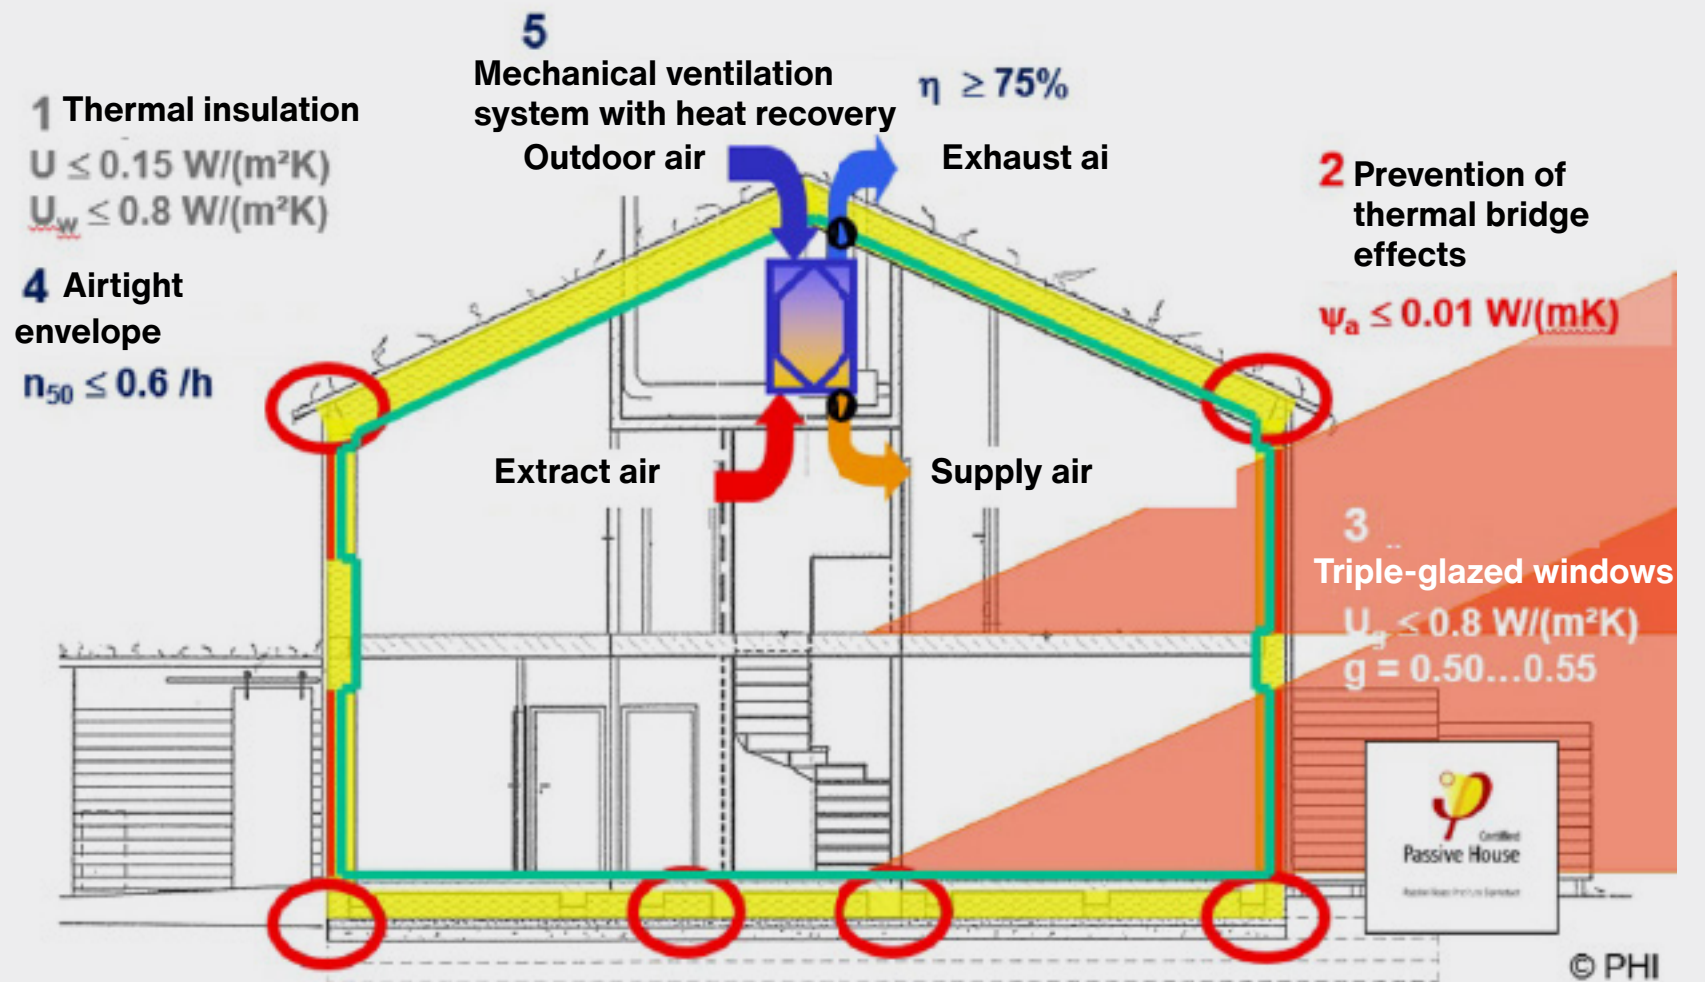 5
Mechanical ventilation
system with heat recovery
η ≥ 75%
1 Thermal insulation
U ≤ 0.15 W/(m²K)
Uw ≤ 0.8 W/(m²K)
Outdoor air
Exhaust ai
2 Prevention of
thermal bridge
effects
ψa ≤ 0.01 W/(mK)
4 Airtight
envelope
n50 ≤ 0.6 /h
Extract air
Supply air
3
Triple-glazed windows
Ug ≤ 0.8 W/(m²K)
g = 0.50...0.55
Certified
Passive House
© PHI